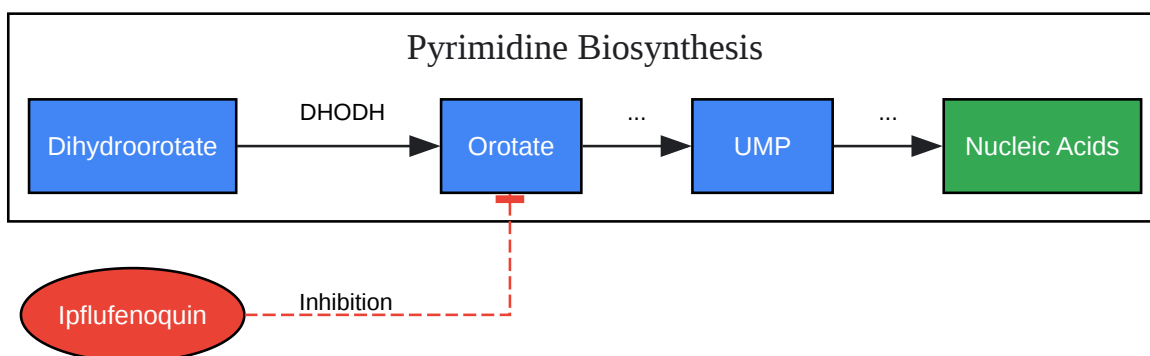 Pyrimidine Biosynthesis
DHODH
...
...
Dihydroorotate
Orotate
UMP
Nucleic Acids
Ipflufenoquin
Inhibition